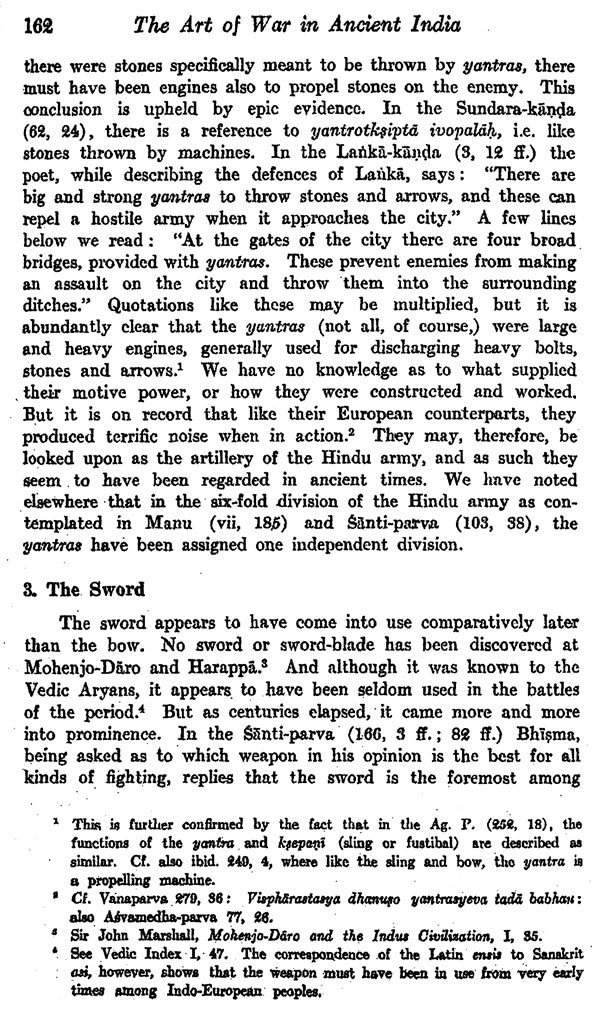 162 The Art of War in Ancient India
there were stones specifically meant to be thrown by yantras, there
must have been engines also to propel stones on the enemy. This
conclusion is upheld by epic evidence. In the Sundara-kāṇḍa
(62, 24), there is a reference to yantrotkṣiptā ivopalāḥ, i.e. like
stones thrown by machines. In the Laṅkā-kāṇḍa (3, 12 ff.) the
poet, while describing the defences of Laṅkā, says: "There are
big and strong yantras to throw stones and arrows, and these can
repel a hostile army when it approaches the city." A few lines
below we read: "At the gates of the city there are four broad
bridges, provided with yantras. These prevent enemies from making
an assault on the city and throw them into the surrounding
ditches." Quotations like these may be multiplied, but it is
abundantly clear that the yantras (not all, of course,) were large
and heavy engines, generally used for discharging heavy bolts,
stones and arrows.¹ We have no knowledge as to what supplied
their motive power, or how they were constructed and worked.
But it is on record that like their European counterparts, they
produced terrific noise when in action.² They may, therefore, be
looked upon as the artillery of the Hindu army, and as such they
seem to have been regarded in ancient times. We have noted
elsewhere that in the six-fold division of the Hindu army as con-
templated in Manu (vii, 185) and Śānti-parva (103, 38), the
yantras have been assigned one independent division.
3. The Sword
The sword appears to have come into use comparatively later
than the bow. No sword or sword-blade has been discovered at
Mohenjo-Dāro and Harappā.³ And although it was known to the
Vedic Aryans, it appears to have been seldom used in the battles
of the period.⁴ But as centuries elapsed, it came more and more
into prominence. In the Śānti-parva (166, 3 ff.; 82 ff.) Bhīṣma,
being asked as to which weapon in his opinion is the best for all
kinds of fighting, replies that the sword is the foremost among
¹ This is further confirmed by the fact that in the Ag. P. (252, 18), the
functions of the yantra and kṣepaṇī (sling or fustibal) are described as
similar. Cf. also ibid. 249, 4, where like the sling and bow, the yantra is
a propelling machine.
² Cf. Vanaparva 279, 36: Visphārastasya dhanuṣo yantrasyeva tadā babhau:
also Aśvamedha-parva 77, 26.
³ Sir John Marshall, Mohenjo-Dāro and the Indus Civilization, I, 35.
⁴ See Vedic Index I, 47. The correspondence of the Latin ensis to Sanskrit
asi, however, shows that the weapon must have been in use from very early
times among Indo-European peoples.